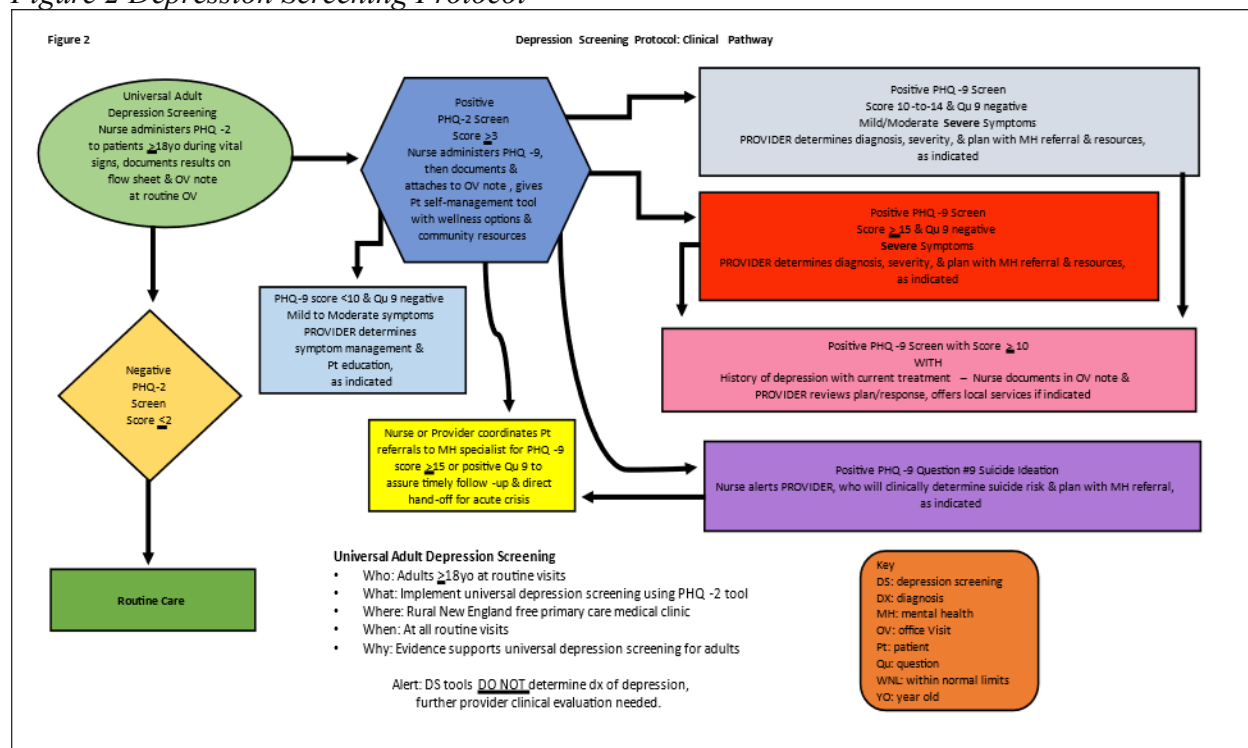 Figure 2 Depression Screening Protocol
Figure 2
Depression Screening Protocol: Clinical Pathway
Universal Adult
Depression Screening
Nurse administers PHQ -2
to patients ≥18yo during vital
signs, documents results on
flow sheet & OV note
at routine OV
Positive
PHQ-2 Screen
Score ≥3
Nurse administers PHQ -9,
then documents &
attaches to OV note , gives
Pt self-management tool
with wellness options &
community resources
Positive PHQ -9 Screen
Score 10-to-14 & Qu 9 negative
Mild/Moderate Severe Symptoms
PROVIDER determines diagnosis, severity, & plan with MH referral & resources,
as indicated
Positive PHQ -9 Screen
Score ≥15 & Qu 9 negative
Severe Symptoms
PROVIDER determines diagnosis, severity, & plan with MH referral & resources,
as indicated
PHQ-9 score <10 & Qu 9 negative
Mild to Moderate symptoms
PROVIDER determines
symptom management &
Pt education,
as indicated
Positive PHQ -9 Screen with Score ≥10
WITH
History of depression with current treatment – Nurse documents in OV note &
PROVIDER reviews plan/response, offers local services if indicated
Negative
PHQ-2
Screen
Score ≤2
Nurse or Provider coordinates Pt
referrals to MH specialist for PHQ -9
score ≥15 or positive Qu 9 to
assure timely follow -up & direct
hand-off for acute crisis
Positive PHQ -9 Question #9 Suicide Ideation
Nurse alerts PROVIDER, who will clinically determine suicide risk & plan with MH referral,
as indicated
Routine Care
Universal Adult Depression Screening
• Who: Adults ≥18yo at routine visits
• What: Implement universal depression screening using PHQ -2 tool
• Where: Rural New England free primary care medical clinic
• When: At all routine visits
• Why: Evidence supports universal depression screening for adults
Alert: DS tools DO NOT determine dx of depression,
further provider clinical evaluation needed.
Key
DS: depression screening
DX: diagnosis
MH: mental health
OV: office Visit
Pt: patient
Qu: question
WNL: within normal limits
YO: year old